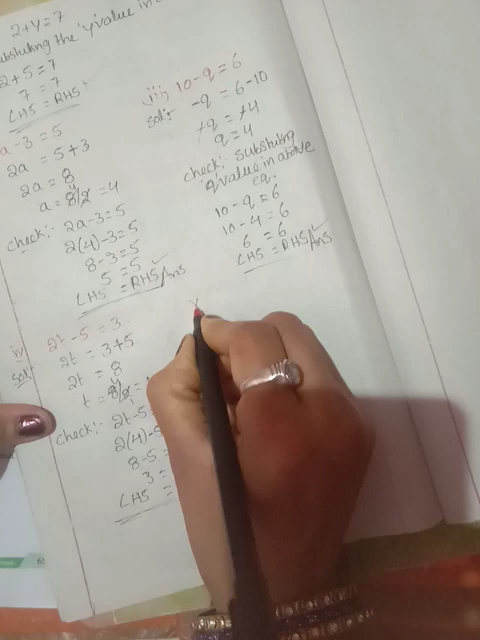 2+y=7
the 'y' value in
2+5=7
7 = 7
LHS = RHS
a-3 = 5
2a = 5+3
2a = 8
a = 8/2 = 4
check:- 2a-3=5
2(4)-3=5
8-3=5
5 = 5
LHS = RHS Ans
iii) 10-q = 6
sol:- -q = 6-10
-q = -4
q = 4
check:- Substuting
'q' value in above
eq.
10-q = 6
10-4 = 6
6 = 6
LHS = RHS Ans
iv 2t-5 = 3
sol:- 2t = 3+5
2t = 8
t = 8/2
check:- 2t-5
2(4)-5
8-5 =
3 =
LHS =